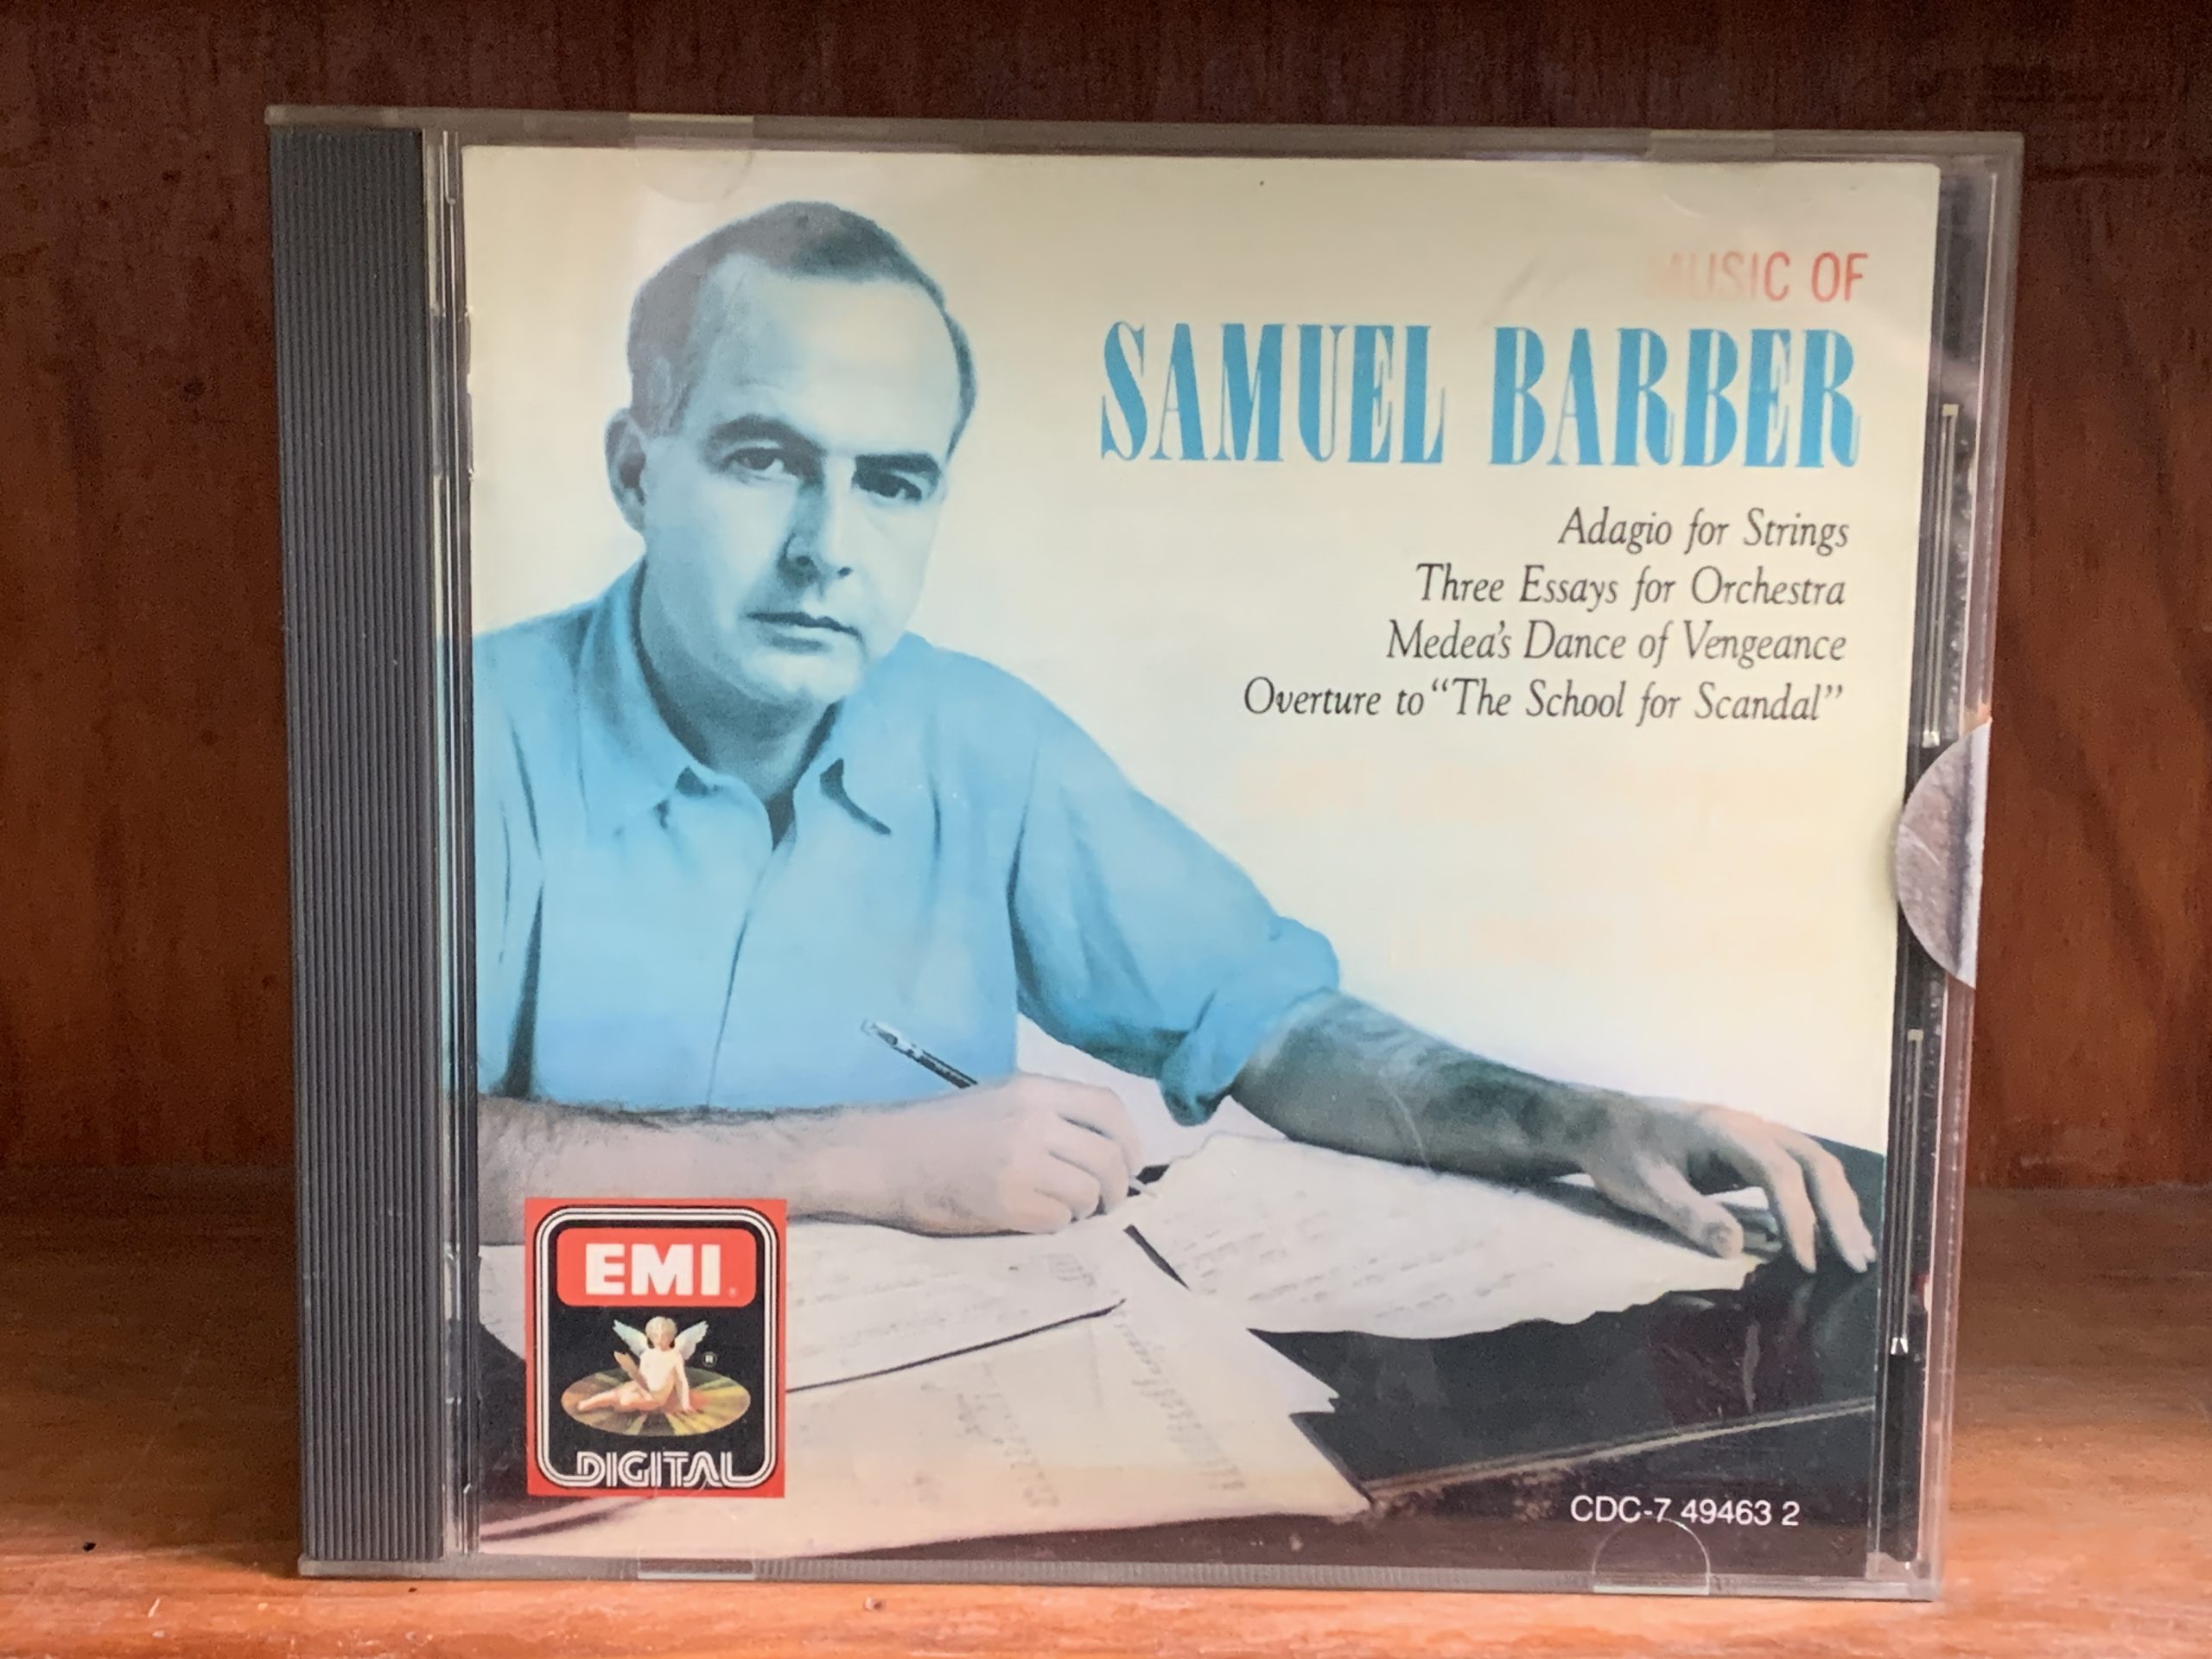 MUSIC OF
SAMUEL BARBER
Adagio for Strings
Three Essays for Orchestra
Medea's Dance of Vengeance
Overture to "The School for Scandal"
EMI
®
DIGITAL
CDC-7 49463 2